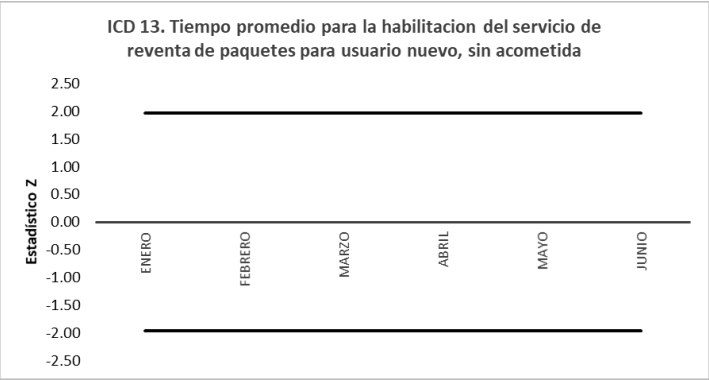 ICD 13. Tiempo promedio para la habilitacion del servicio de
reventa de paquetes para usuario nuevo, sin acometida
Estadístico Z
2.50
2.00
1.50
1.00
0.50
0.00
-0.50
-1.00
-1.50
-2.00
-2.50
ENERO
FEBRERO
MARZO
ABRIL
MAYO
JUNIO